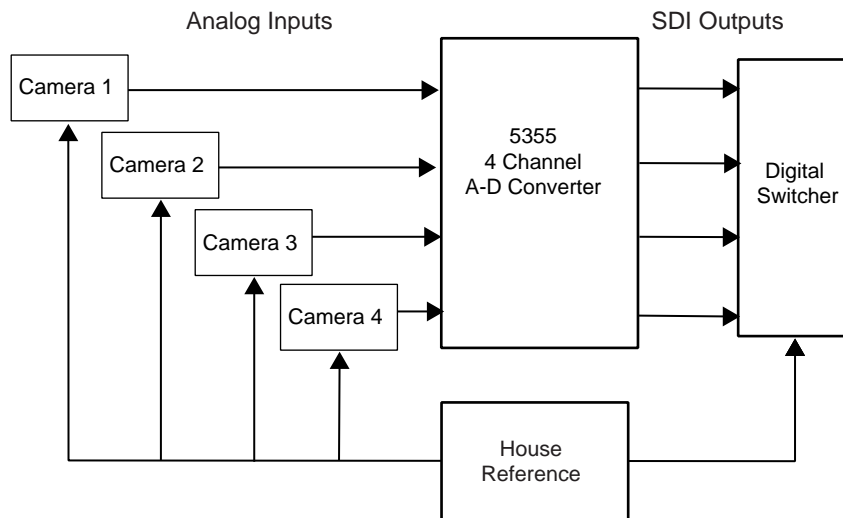 Analog Inputs
SDI Outputs
Camera 1
Camera 2
Camera 3
Camera 4
5355
4 Channel
A-D Converter
Digital
Switcher
House
Reference